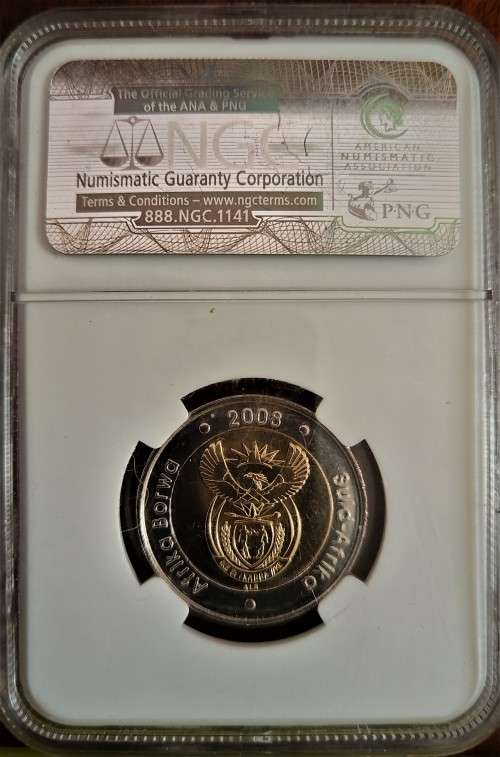 The Official Grading Service
of the ANA & PNG
NGC
Numismatic Guaranty Corporation
Terms & Conditions – www.ngcterms.com
888.NGC.1141
AMERICAN
NUMISMATIC
ASSOCIATION
PNG
2008
Afrika Borwa
Suid-Afrika
ALS